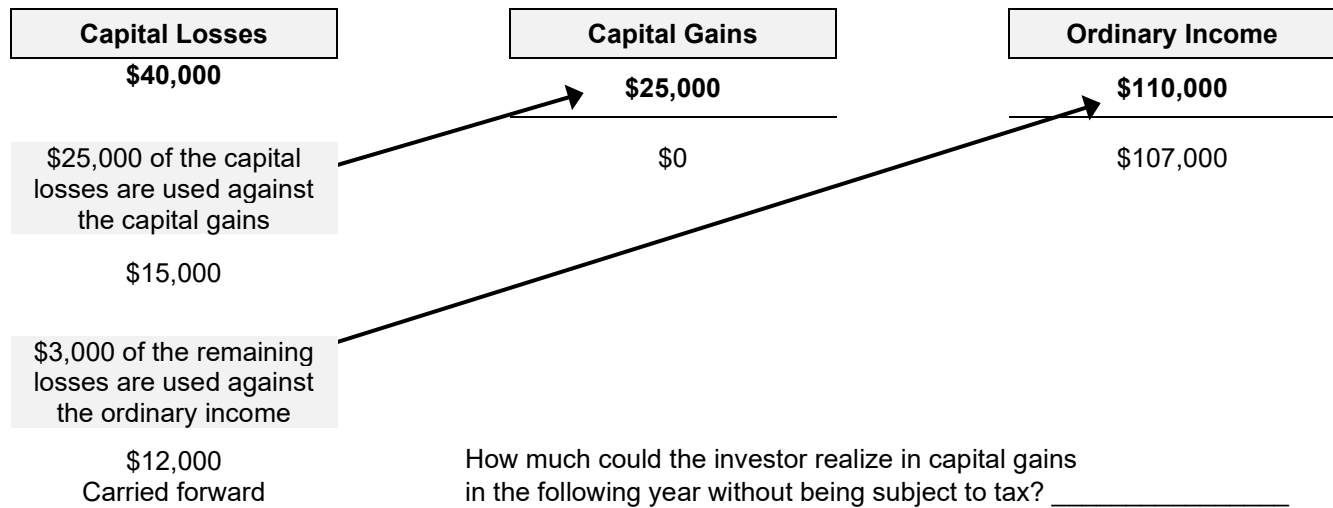 Capital Losses
$40,000
$25,000 of the capital
losses are used against
the capital gains
$15,000
$3,000 of the remaining
losses are used against
the ordinary income
$12,000
Carried forward
Capital Gains
$25,000
$0
Ordinary Income
$110,000
$107,000
How much could the investor realize in capital gains
in the following year without being subject to tax? _________________